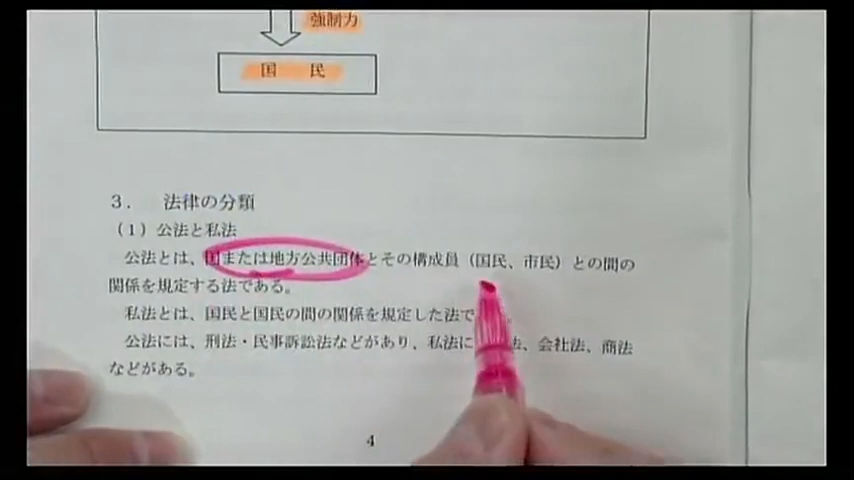 強制力
国 民
3． 法律の分類
（1）公法と私法
公法とは、国または地方公共団体とその構成員（国民、市民）との間の
関係を規定する法である。
私法とは、国民と国民の間の関係を規定した法で
公法には、刑法・民事訴訟法などがあり、私法に 法、会社法、商法
などがある。
4